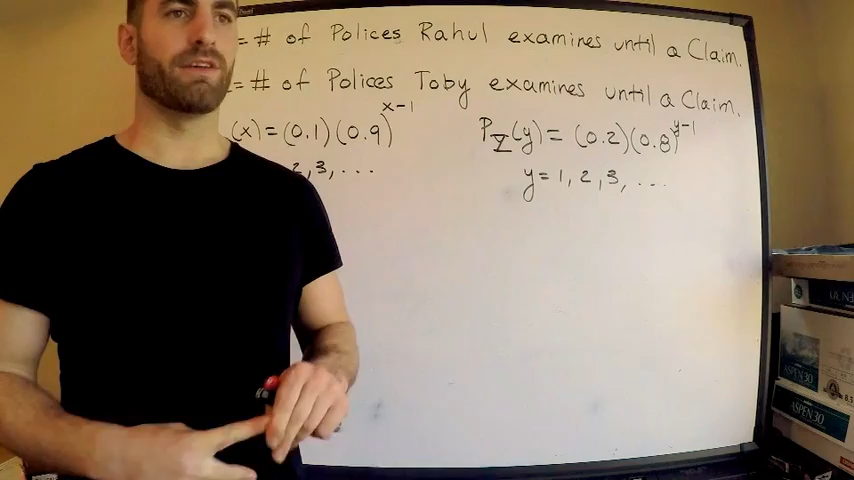 = # of Polices Rahul examines until a Claim.
= # of Polices Toby examines until a Claim.
(x) = (0.1)(0.9)^x-1
P_Y(y) = (0.2)(0.8)^y-1
2, 3, ...
y = 1, 2, 3, ...
ASPEN 30
ASPEN 30